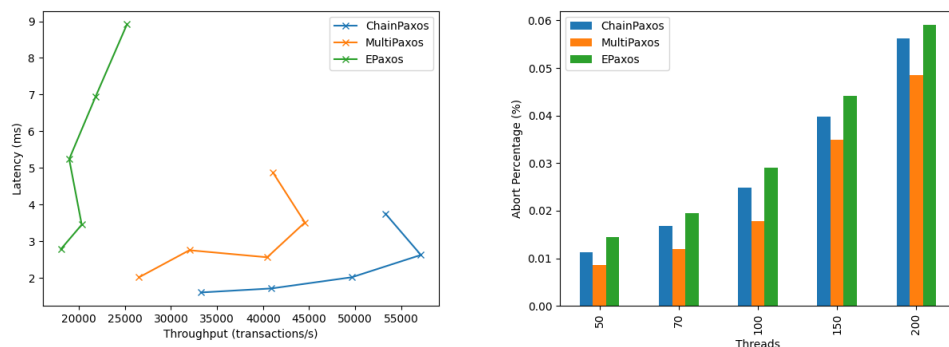 9
8
7
6
5
4
3
2
Latency (ms)
ChainPaxos
MultiPaxos
EPaxos
20000 25000 30000 35000 40000 45000 50000 55000
Throughput (transactions/s)
0.06
0.05
0.04
0.03
0.02
0.01
0.00
Abort Percentage (%)
ChainPaxos
MultiPaxos
EPaxos
50 70 100 150 200
Threads